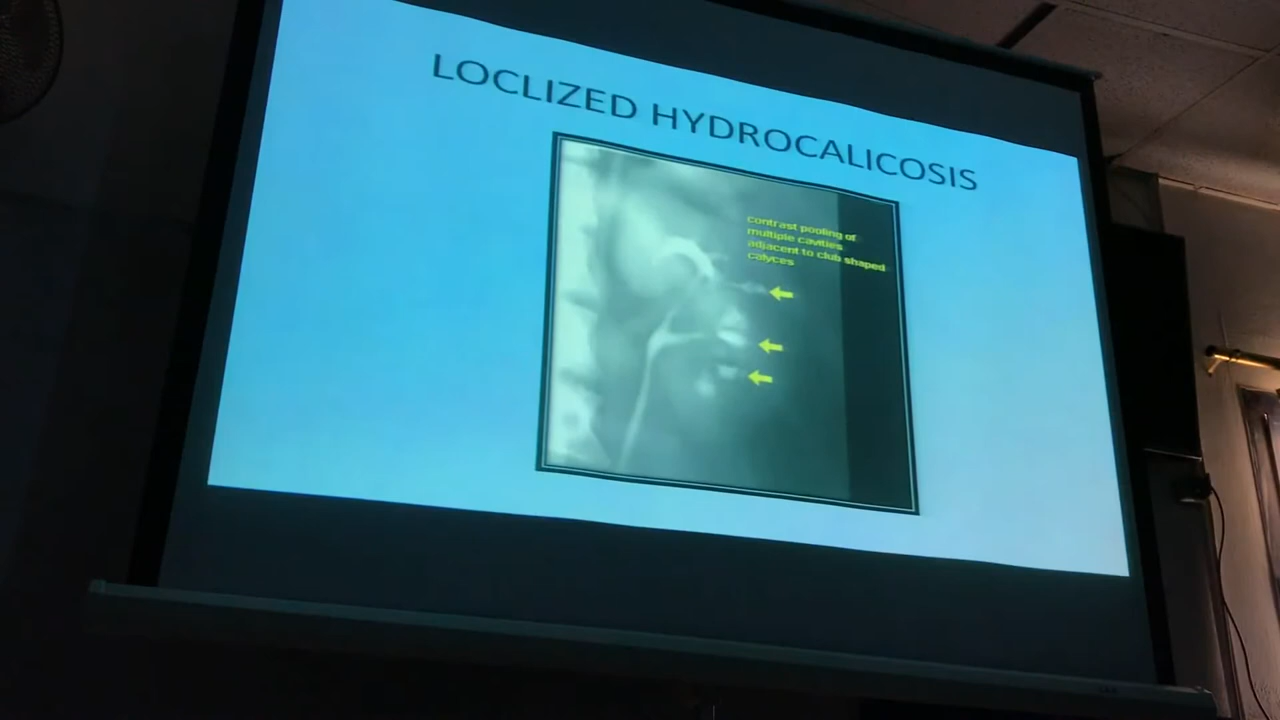 LOCLIZED HYDROCALICOSIS
contrast pooling of
multiple cavities
adjacent to club shaped
calyces